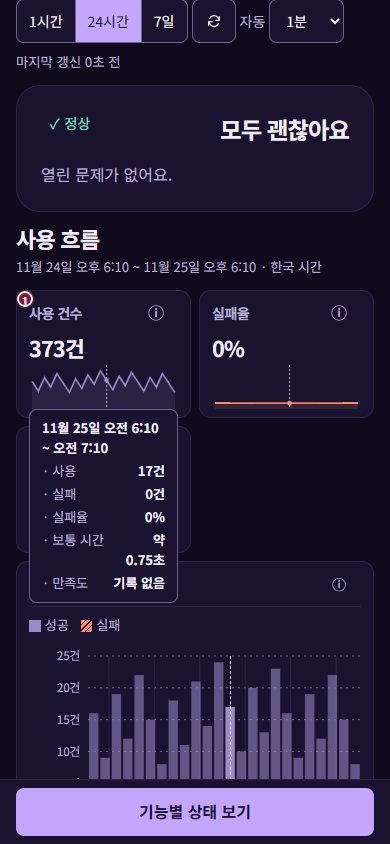 1시간 24시간 7일 자동 1분
마지막 갱신 0초 전
✓ 정상 모두 괜찮아요
열린 문제가 없어요.
사용 흐름
11월 24일 오후 6:10 ~ 11월 25일 오후 6:10 · 한국 시간
1
사용 건수 ⓘ 실패율 ⓘ
373건 0%
11월 25일 오전 6:10
~ 오전 7:10
· 사용 17건
· 실패 0건
· 실패율 0%
· 보통 시간 약
0.75초
· 만족도 기록 없음
ⓘ
성공 실패
25건
20건
15건
10건
기능별 상태 보기